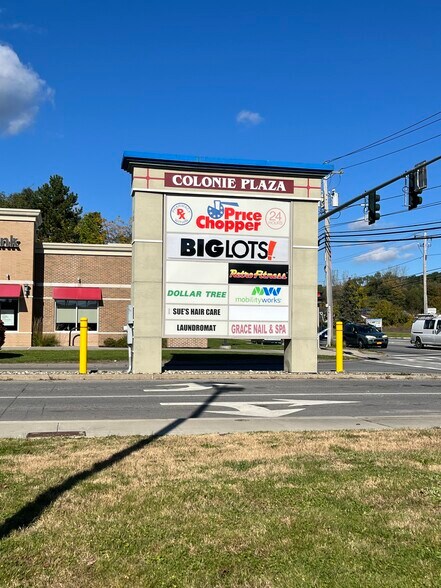 COLONIE PLAZA
Price
Chopper
24
BIG LOTS!
Retro Fitness
DOLLAR TREE
mobilityworks
SUE'S HAIR CARE
LAUNDROMAT
GRACE NAIL & SPA